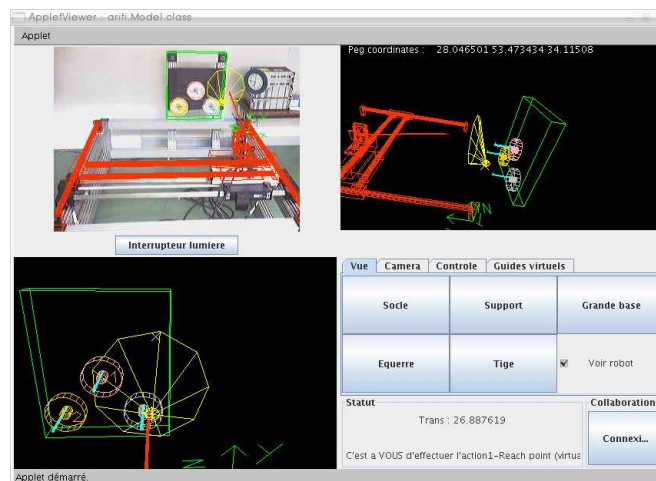 AppletViewer : ariti.Model.class
Applet
Peg coordinates : 28.046501 53.473434 34.11508
Interrupteur lumiere
Vue Camera Controle Guides virtuels
Socle Support Grande base
Equerre Tige Voir robot
Statut Collaboration
Trans : 26.887619
Connexi...
C'est a VOUS d'effectuer l'action1-Reach point (virtua
Applet démarré.